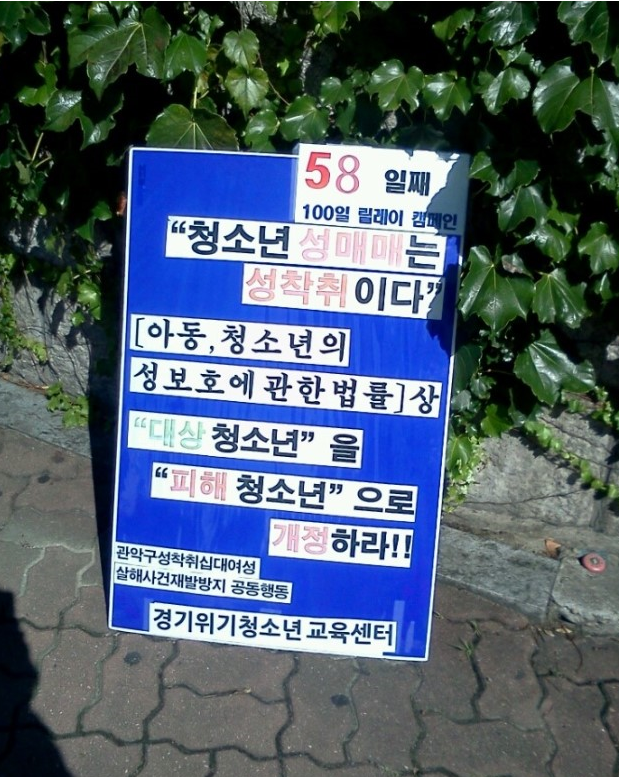 58 일째
100일 릴레이 캠페인
“청소년 성매매는
성착취이다”
[아동,청소년의
성보호에관한법률]상
“대상 청소년” 을
“피해 청소년” 으로
개정하라!!
관악구성착취십대여성
살해사건재발방지 공동행동
경기위기청소년 교육센터